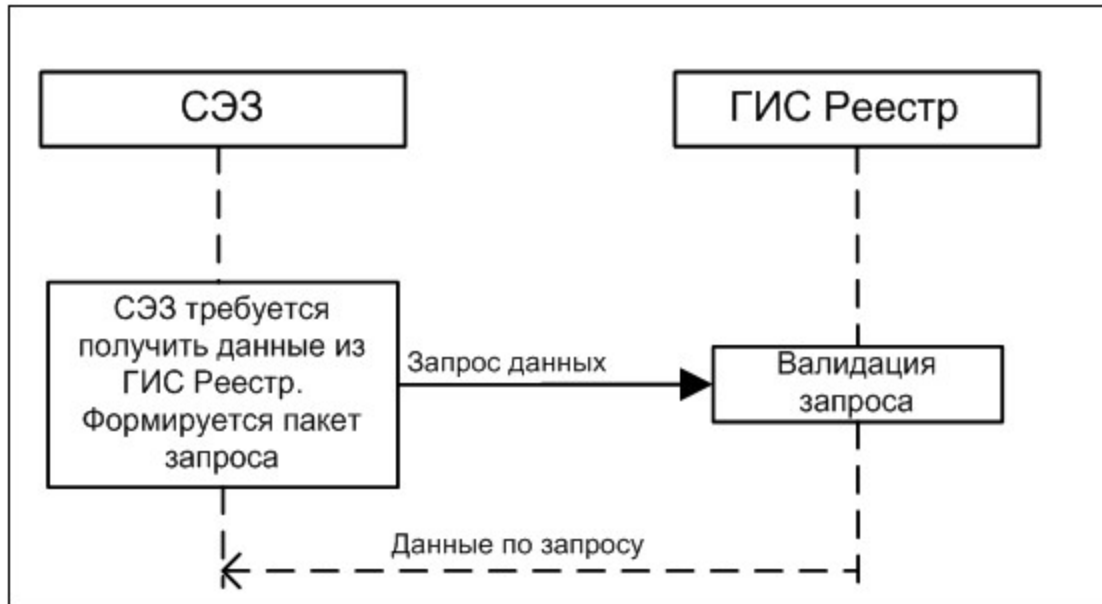 СЭЗ
ГИС Реестр
СЭЗ требуется
получить данные из
ГИС Реестр.
Формируется пакет
запроса
Запрос данных
Валидация
запроса
Данные по запросу